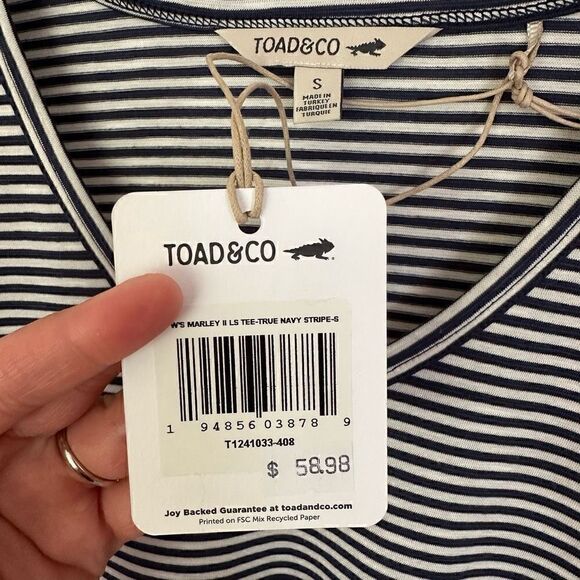 TOAD&CO
S
MADE IN
TURKEY
FABRIQUE EN
TURQUIE
TOAD&CO
W'S MARLEY II LS TEE-TRUE NAVY STRIPE-S
1 94856 03878 9
T1241033-408
$ 58.98
Joy Backed Guarantee at toadandco.com
Printed on FSC Mix Recycled Paper